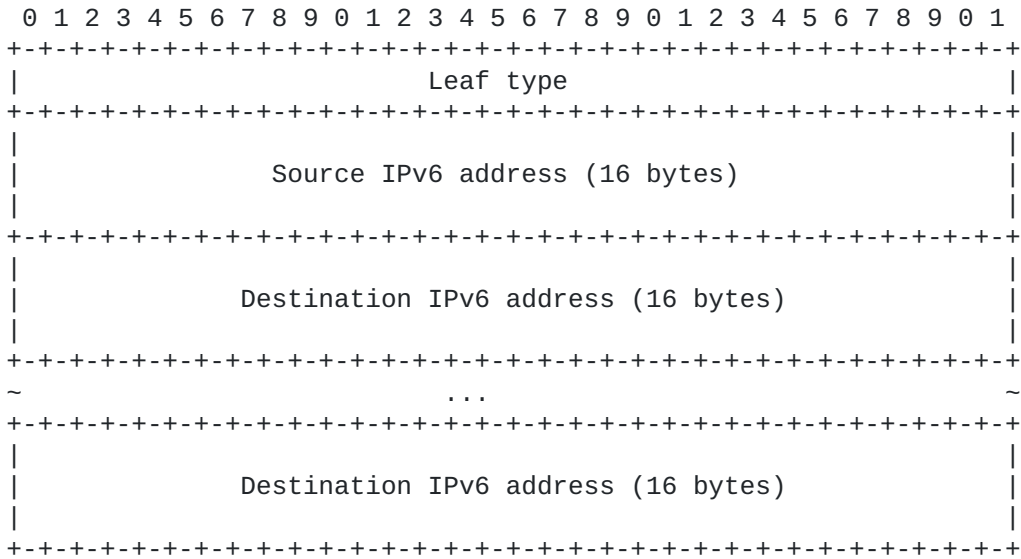 0 1 2 3 4 5 6 7 8 9 0 1 2 3 4 5 6 7 8 9 0 1 2 3 4 5 6 7 8 9 0 1
+-+-+-+-+-+-+-+-+-+-+-+-+-+-+-+-+-+-+-+-+-+-+-+-+-+-+-+-+-+-+-+-+
|                          Leaf type                            |
+-+-+-+-+-+-+-+-+-+-+-+-+-+-+-+-+-+-+-+-+-+-+-+-+-+-+-+-+-+-+-+-+
|                                                               |
|                Source IPv6 address (16 bytes)                 |
|                                                               |
+-+-+-+-+-+-+-+-+-+-+-+-+-+-+-+-+-+-+-+-+-+-+-+-+-+-+-+-+-+-+-+-+
|                                                               |
|              Destination IPv6 address (16 bytes)              |
|                                                               |
+-+-+-+-+-+-+-+-+-+-+-+-+-+-+-+-+-+-+-+-+-+-+-+-+-+-+-+-+-+-+-+-+
~                           ...                                 ~
+-+-+-+-+-+-+-+-+-+-+-+-+-+-+-+-+-+-+-+-+-+-+-+-+-+-+-+-+-+-+-+-+
|                                                               |
|              Destination IPv6 address (16 bytes)              |
|                                                               |
+-+-+-+-+-+-+-+-+-+-+-+-+-+-+-+-+-+-+-+-+-+-+-+-+-+-+-+-+-+-+-+-+